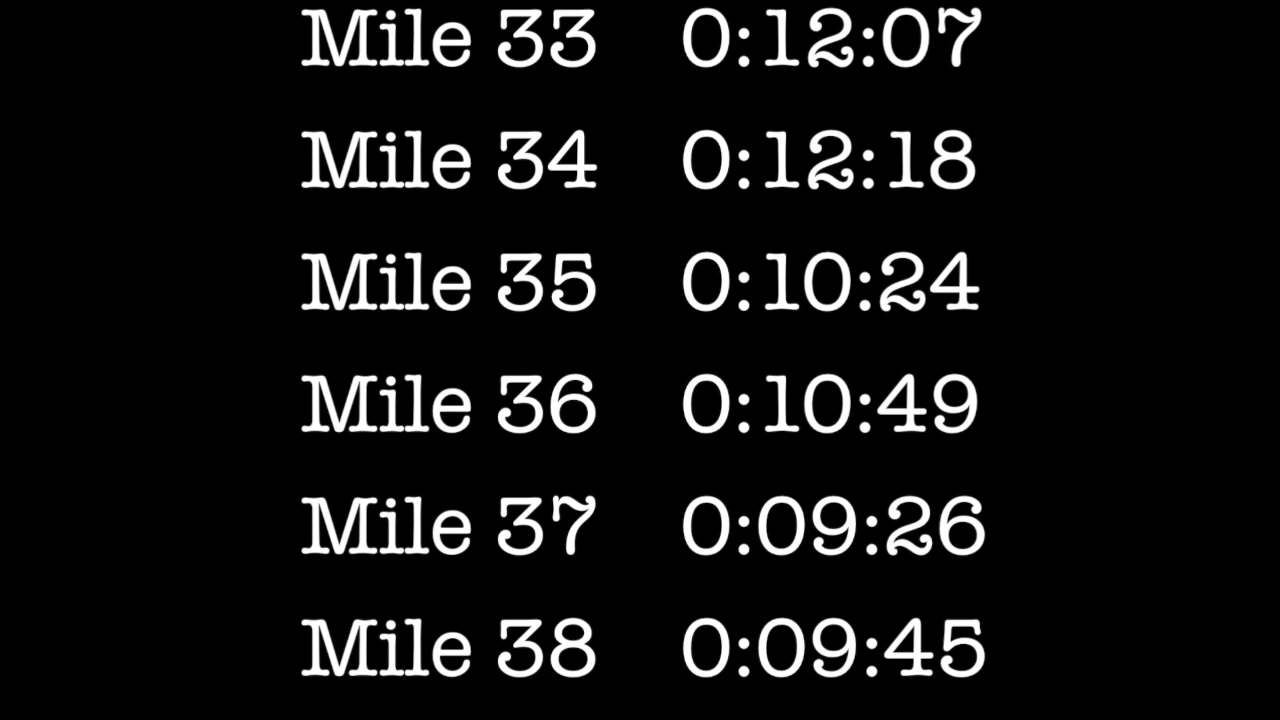 Mile 33 0:12:07
Mile 34 0:12:18
Mile 35 0:10:24
Mile 36 0:10:49
Mile 37 0:09:26
Mile 38 0:09:45